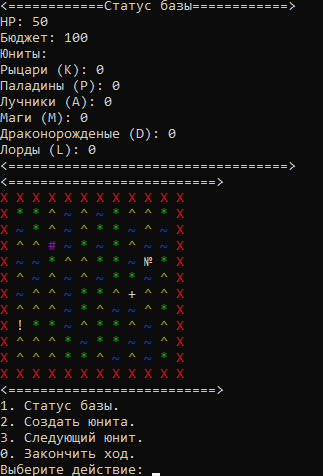 <============Статус базы============>
HP: 50
Бюджет: 100
Юниты:
Рыцари (K): 0
Паладины (P): 0
Лучники (A): 0
Маги (M): 0
Драконорожденые (D): 0
Лорды (L): 0
<===================================>
<==========================>
X X X X X X X X X X X X
X * * ^ ~ ^ ~ * ^ ^ * X
X ~ * ^ ~ ^ * * ~ ^ ~ X
X ^ ^ # ~ * ~ * ^ ~ ~ X
X ~ ~ * ^ ^ * * ~ № * X
X ^ ~ ^ ~ ^ ~ * * ~ ^ X
X ~ ^ ^ ~ * * ^ + ^ ^ X
X ^ ^ ^ ~ * ^ ~ ~ ^ * X
X ! * * ~ ^ * * ^ ~ * X
X ^ ^ ^ * ~ * * ~ ~ ^ X
X ^ ^ ^ * * ^ ~ ^ ~ * X
X X X X X X X X X X X X
<==========================>
1. Статус базы.
2. Создать юнита.
3. Следующий юнит.
0. Закончить ход.
Выберите действие: _